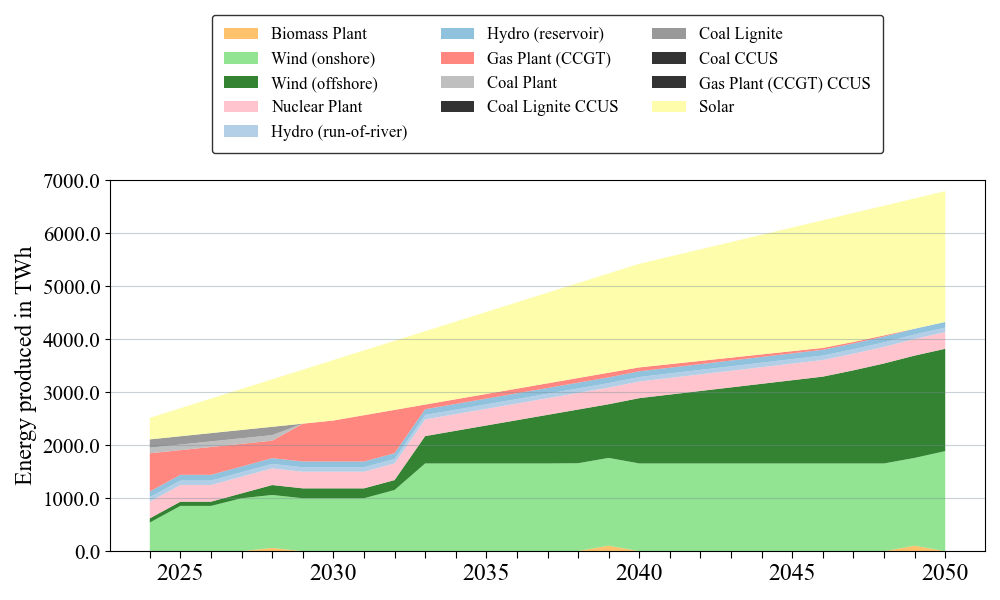 Biomass Plant
Wind (onshore)
Wind (offshore)
Nuclear Plant
Hydro (run-of-river)
Hydro (reservoir)
Gas Plant (CCGT)
Coal Plant
Coal Lignite CCUS
Coal Lignite
Coal CCUS
Gas Plant (CCGT) CCUS
Solar
Energy produced in TWh
7000.0
6000.0
5000.0
4000.0
3000.0
2000.0
1000.0
0.0
2025 2030 2035 2040 2045 2050